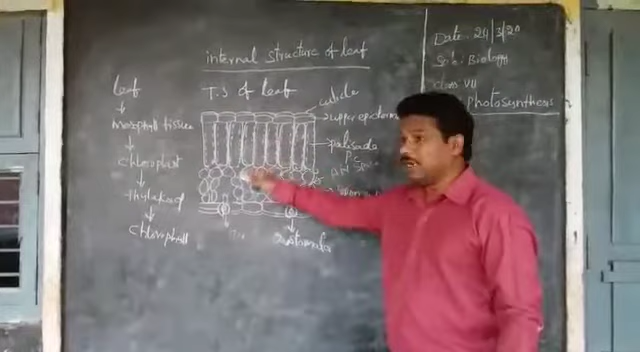 internal structure of leaf
Date: 24/3/20
Sub: Biology
class VII
photosynthesis
leaf
↓
mesophyll tissue
↓
chloroplast
↓
thylakoid
↓
chlorophyll
T.S of leaf
cuticle
upper epidermis
palisade
stomata